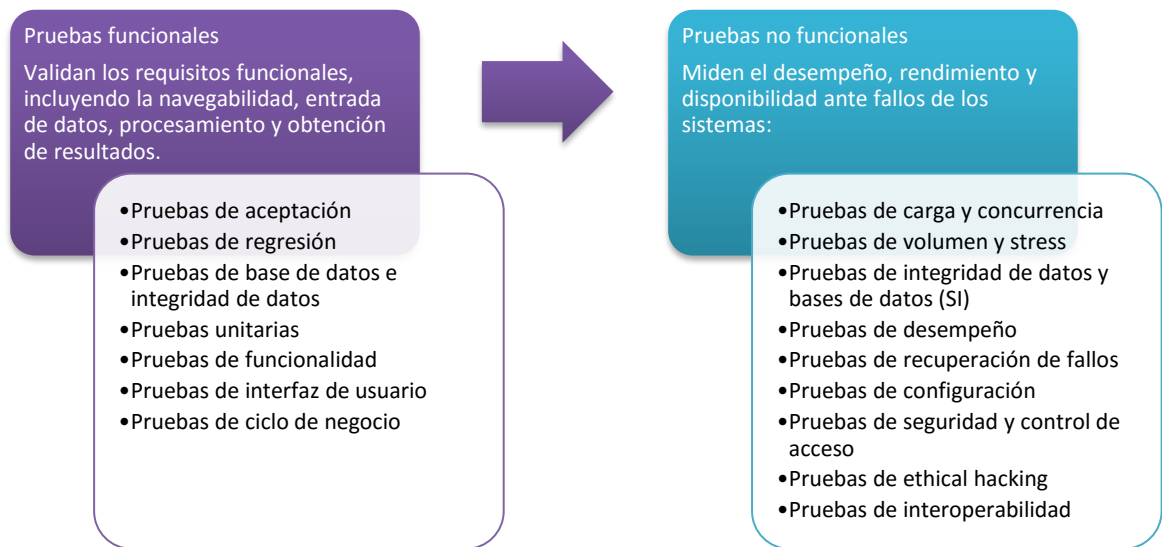 Pruebas funcionales
Validan los requisitos funcionales,
incluyendo la navegabilidad, entrada
de datos, procesamiento y obtención
de resultados.
•Pruebas de aceptación
•Pruebas de regresión
•Pruebas de base de datos e
integridad de datos
•Pruebas unitarias
•Pruebas de funcionalidad
•Pruebas de interfaz de usuario
•Pruebas de ciclo de negocio
Pruebas no funcionales
Miden el desempeño, rendimiento y
disponibilidad ante fallos de los
sistemas:
•Pruebas de carga y concurrencia
•Pruebas de volumen y stress
•Pruebas de integridad de datos y
bases de datos (SI)
•Pruebas de desempeño
•Pruebas de recuperación de fallos
•Pruebas de configuración
•Pruebas de seguridad y control de
acceso
•Pruebas de ethical hacking
•Pruebas de interoperabilidad